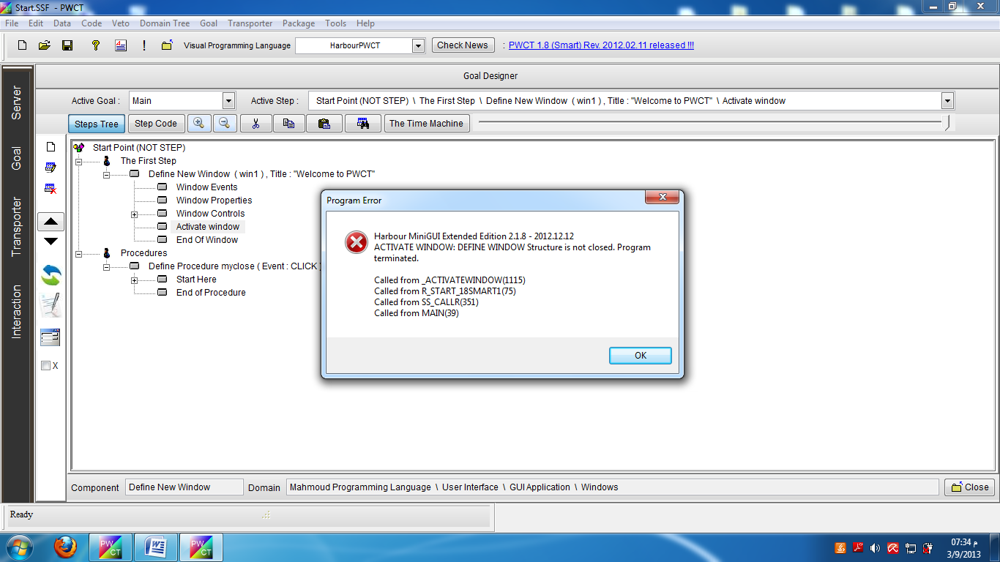 Start.SSF - PWCT
File Edit Data Code Veto Domain Tree Goal Transporter Package Tools Help
Visual Programming Language HarbourPWCT Check News : PWCT 1.8 (Smart) Rev. 2012.02.11 released !!!
Goal Designer
Active Goal : Main Active Step : Start Point (NOT STEP) \ The First Step \ Define New Window ( win1 ) , Title : "Welcome to PWCT" \ Activate window
Steps Tree Step Code The Time Machine
Server
Goal
Transporter
Interaction
X
Start Point (NOT STEP)
The First Step
Define New Window ( win1 ) , Title : "Welcome to PWCT"
Window Events
Window Properties
Window Controls
Activate window
End Of Window
Procedures
Define Procedure myclose ( Event : CLICK )
Start Here
End of Procedure
Program Error
Harbour MiniGUI Extended Edition 2.1.8 - 2012.12.12
ACTIVATE WINDOW: DEFINE WINDOW Structure is not closed. Program
terminated.
Called from _ACTIVATEWINDOW(1115)
Called from R_START_18SMART1(75)
Called from SS_CALLR(351)
Called from MAIN(39)
OK
Component Define New Window Domain Mahmoud Programming Language \ User Interface \ GUI Application \ Windows Close
Ready
PWCT
PWCT
07:34 م
3/9/2013